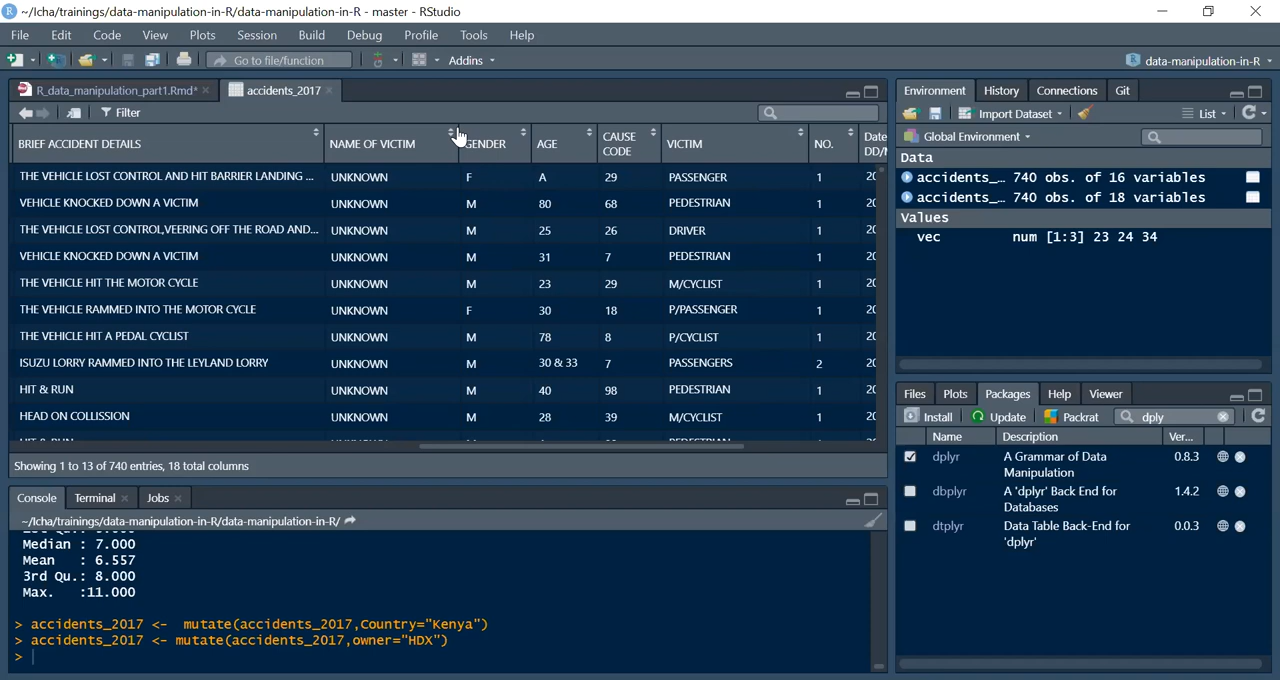 ~/lcha/trainings/data-manipulation-in-R/data-manipulation-in-R - master - RStudio
File Edit Code View Plots Session Build Debug Profile Tools Help
Go to file/function Addins data-manipulation-in-R
R_data_manipulation_part1.Rmd* accidents_2017
Filter
BRIEF ACCIDENT DETAILS NAME OF VICTIM GENDER AGE CAUSE CODE VICTIM NO. Date
THE VEHICLE LOST CONTROL AND HIT BARRIER LANDING ... UNKNOWN F A 29 PASSENGER 1 20
VEHICLE KNOCKED DOWN A VICTIM UNKNOWN M 80 68 PEDESTRIAN 1 20
THE VEHICLE LOST CONTROL,VEERING OFF THE ROAD AND... UNKNOWN M 25 26 DRIVER 1 20
VEHICLE KNOCKED DOWN A VICTIM UNKNOWN M 31 7 PEDESTRIAN 1 20
THE VEHICLE HIT THE MOTOR CYCLE UNKNOWN M 23 29 M/CYCLIST 1 20
THE VEHICLE RAMMED INTO THE MOTOR CYCLE UNKNOWN F 30 18 P/PASSENGER 1 20
THE VEHICLE HIT A PEDAL CYCLIST UNKNOWN M 78 8 P/CYCLIST 1 20
ISUZU LORRY RAMMED INTO THE LEYLAND LORRY UNKNOWN M 30 & 33 7 PASSENGERS 2 20
HIT & RUN UNKNOWN M 40 98 PEDESTRIAN 1 20
HEAD ON COLLISSION UNKNOWN M 28 39 M/CYCLIST 1 20
Showing 1 to 13 of 740 entries, 18 total columns
Console Terminal Jobs
~/lcha/trainings/data-manipulation-in-R/data-manipulation-in-R/
Median : 7.000
Mean : 6.557
3rd Qu.: 8.000
Max. :11.000
> accidents_2017 <-  mutate(accidents_2017,Country="Kenya")
> accidents_2017 <- mutate(accidents_2017,owner="HDX")
>
Environment History Connections Git
Import Dataset List
Global Environment
Data
accidents_... 740 obs. of 16 variables
accidents_... 740 obs. of 18 variables
Values
vec num [1:3] 23 24 34
Files Plots Packages Help Viewer
Install Update Packrat dply
Name Description Ver...
dplyr A Grammar of Data Manipulation 0.8.3
dbplyr A 'dplyr' Back End for Databases 1.4.2
dtplyr Data Table Back-End for 'dplyr' 0.0.3